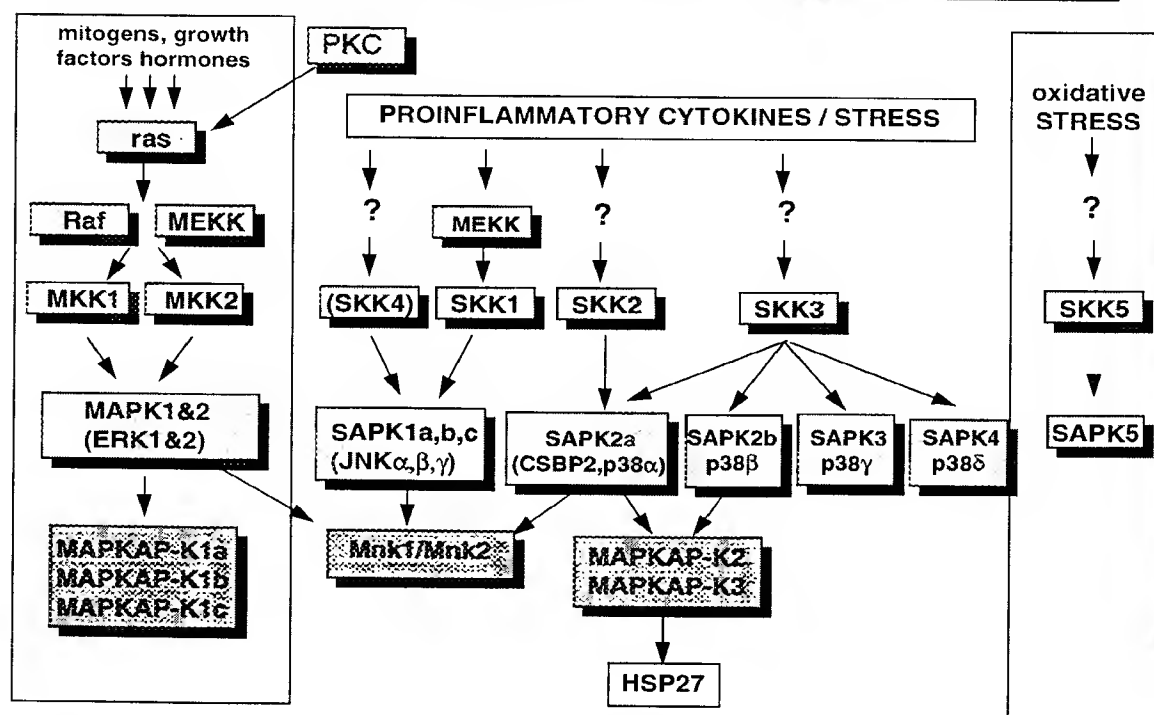 mitogens, growth
factors hormones
PKC
ras
Raf
MEKK
MKK1
MKK2
MAPK1&2
(ERK1&2)
MAPKAP-K1a
MAPKAP-K1b
MAPKAP-K1c
PROINFLAMMATORY CYTOKINES / STRESS
?
MEKK
?
?
(SKK4)
SKK1
SKK2
SKK3
SAPK1a,b,c
(JNKα,β,γ)
SAPK2a
(CSBP2,p38α)
SAPK2b
p38β
SAPK3
p38γ
SAPK4
p38δ
Mnk1/Mnk2
MAPKAP-K2
MAPKAP-K3
HSP27
oxidative
STRESS
?
SKK5
SAPK5